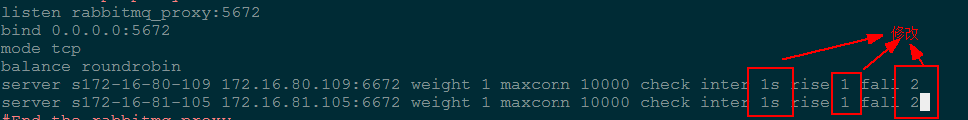 listen rabbitmq_proxy:5672
bind 0.0.0.0:5672
mode tcp
balance roundrobin
server s172-16-80-109 172.16.80.109:6672 weight 1 maxconn 10000 check inter 1s rise 1 fall 2
server s172-16-81-105 172.16.81.105:6672 weight 1 maxconn 10000 check inter 1s rise 1 fall 2
#End the rabbitmq proxy
修改